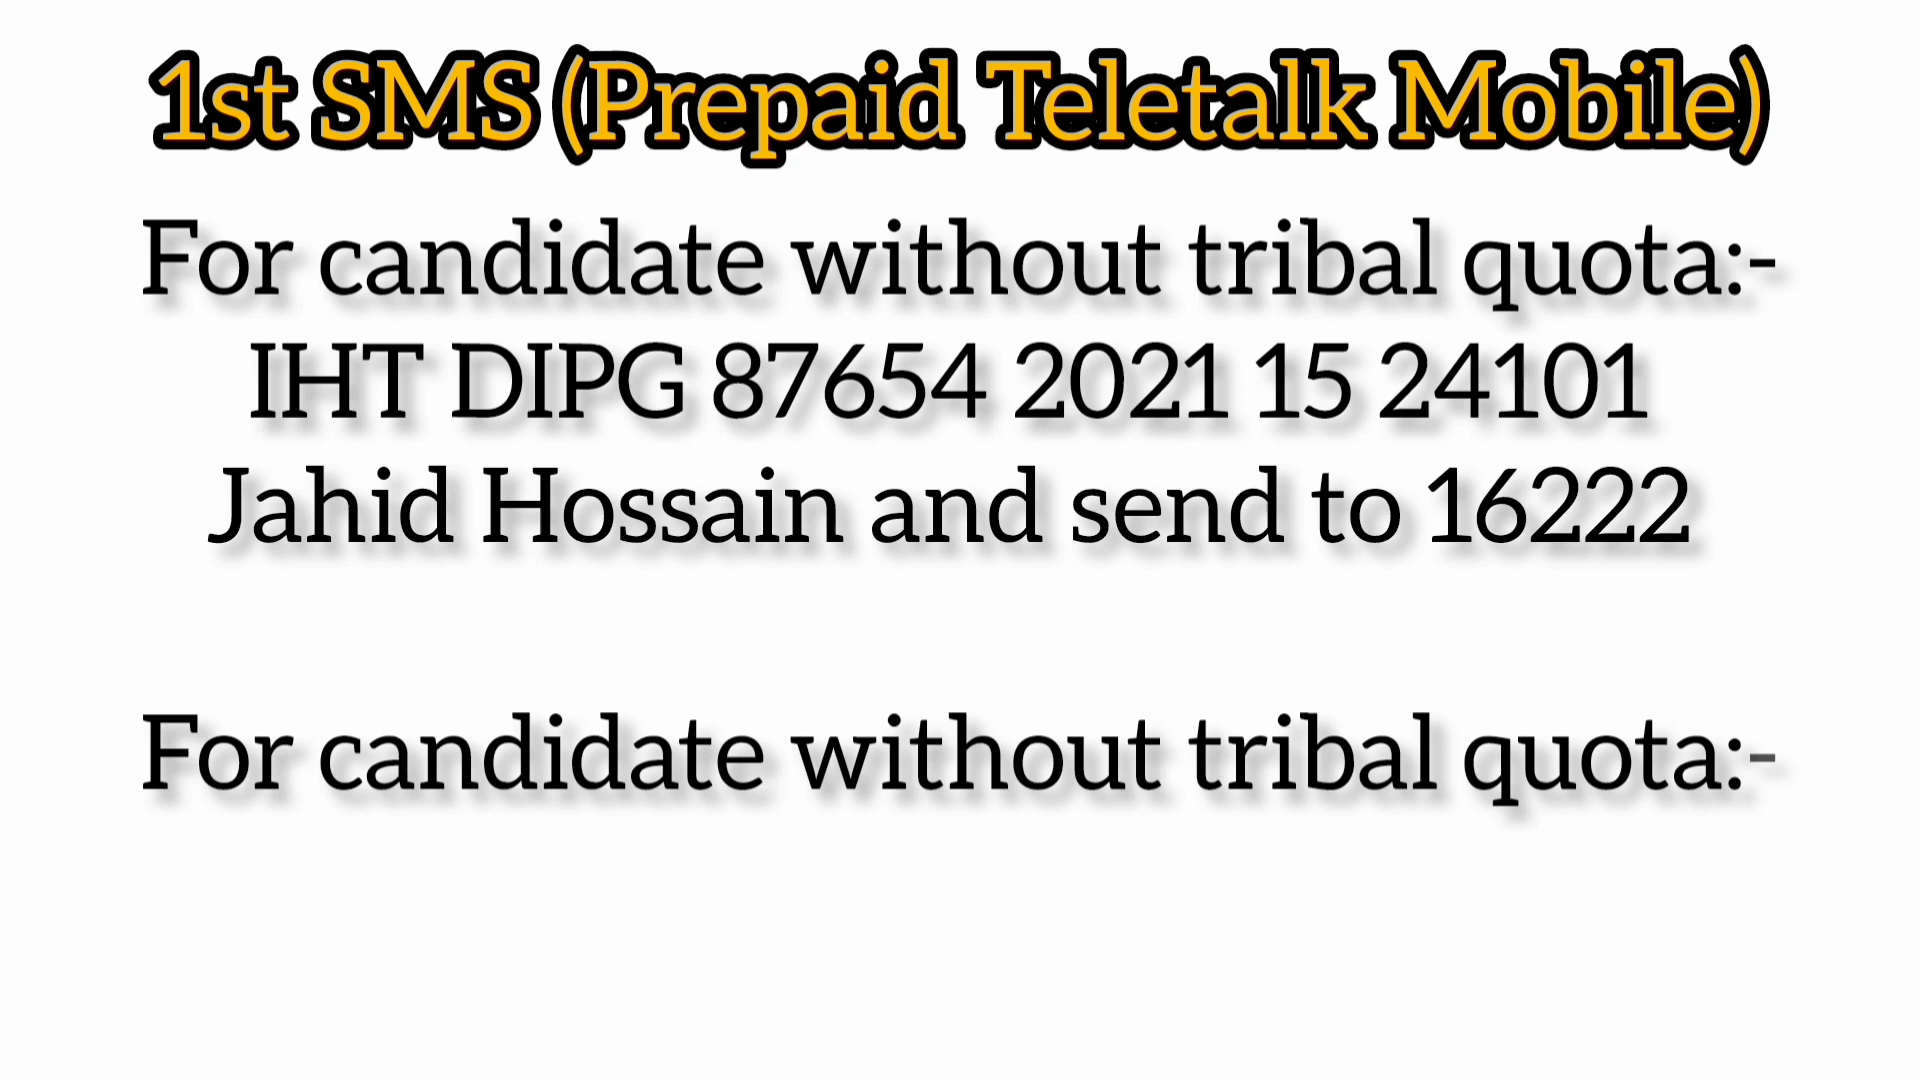 1st SMS (Prepaid Teletalk Mobile)
For candidate without tribal quota:-
IHT DIPG 87654 2021 15 24101
Jahid Hossain and send to 16222
For candidate without tribal quota:-